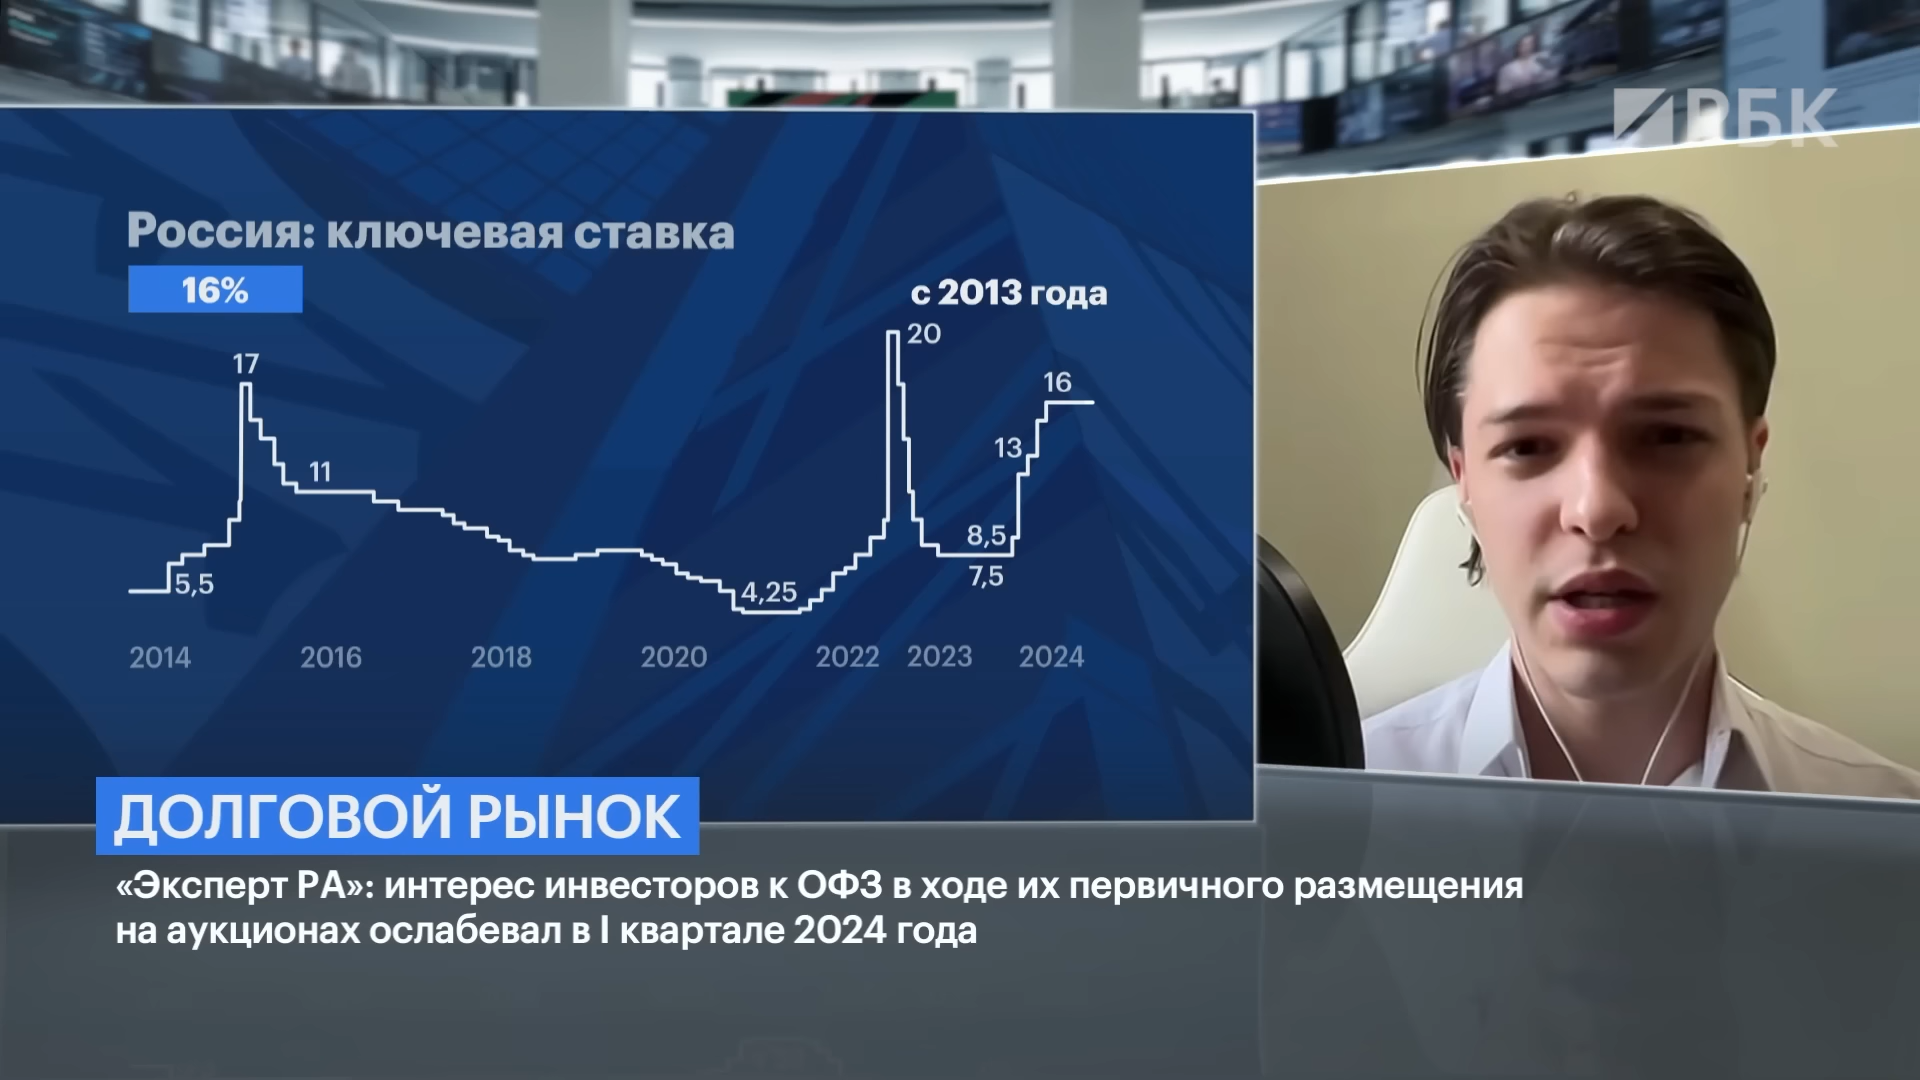 РБК
Россия: ключевая ставка
16%
с 2013 года
20
17
16
13
11
8,5
7,5
5,5
4,25
2014 2016 2018 2020 2022 2023 2024
ДОЛГОВОЙ РЫНОК
«Эксперт РА»: интерес инвесторов к ОФЗ в ходе их первичного размещения
на аукционах ослабевал в I квартале 2024 года